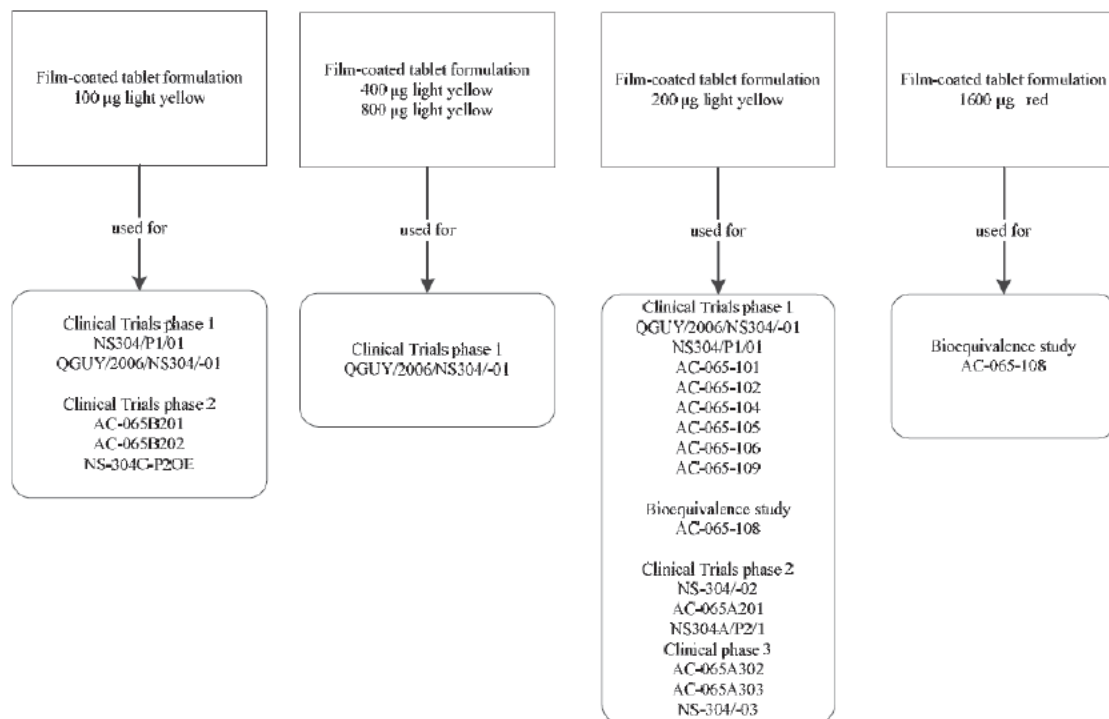 Film-coated tablet formulation
100 µg light yellow
used for
Clinical Trials phase 1
NS304/P1/01
QGUY/2006/NS304/-01
Clinical Trials phase 2
AC-065B201
AC-065B202
NS-304C-P2OE
Film-coated tablet formulation
400 µg light yellow
800 µg light yellow
used for
Clinical Trials phase 1
QGUY/2006/NS304/-01
Film-coated tablet formulation
200 µg light yellow
used for
Clinical Trials phase 1
QGUY/2006/NS304/-01
NS304/P1/01
AC-065-101
AC-065-102
AC-065-104
AC-065-105
AC-065-106
AC-065-109
Bioequivalence study
AC-065-108
Clinical Trials phase 2
NS-304/-02
AC-065A201
NS304A/P2/1
Clinical phase 3
AC-065A302
AC-065A303
NS-304/-03
Film-coated tablet formulation
1600 µg red
used for
Bioequivalence study
AC-065-108